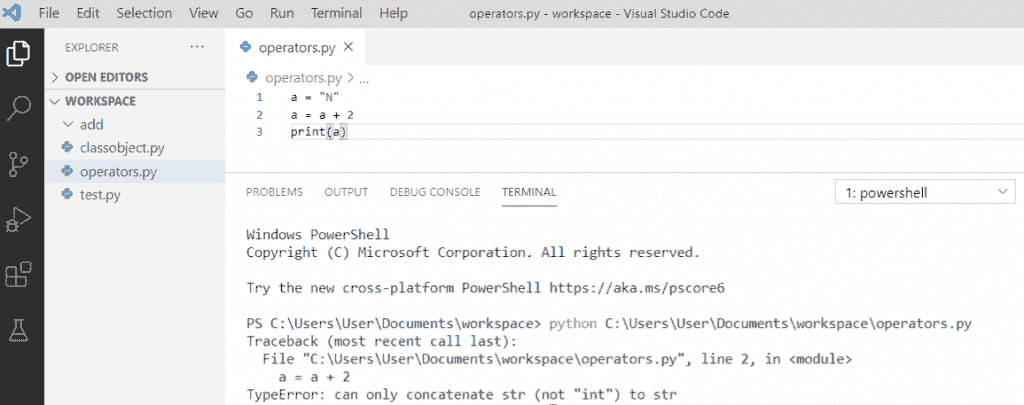 File Edit Selection View Go Run Terminal Help operators.py - workspace - Visual Studio Code
EXPLORER ...
OPEN EDITORS
WORKSPACE
add
classobject.py
operators.py
test.py
operators.py
operators.py > ...
1 a = "N"
2 a = a + 2
3 print(a)
PROBLEMS OUTPUT DEBUG CONSOLE TERMINAL 1: powershell
Windows PowerShell
Copyright (C) Microsoft Corporation. All rights reserved.
Try the new cross-platform PowerShell https://aka.ms/pscore6
PS C:\Users\User\Documents\workspace> python C:\Users\User\Documents\workspace\operators.py
Traceback (most recent call last):
  File "C:\Users\User\Documents\workspace\operators.py", line 2, in <module>
    a = a + 2
TypeError: can only concatenate str (not "int") to str